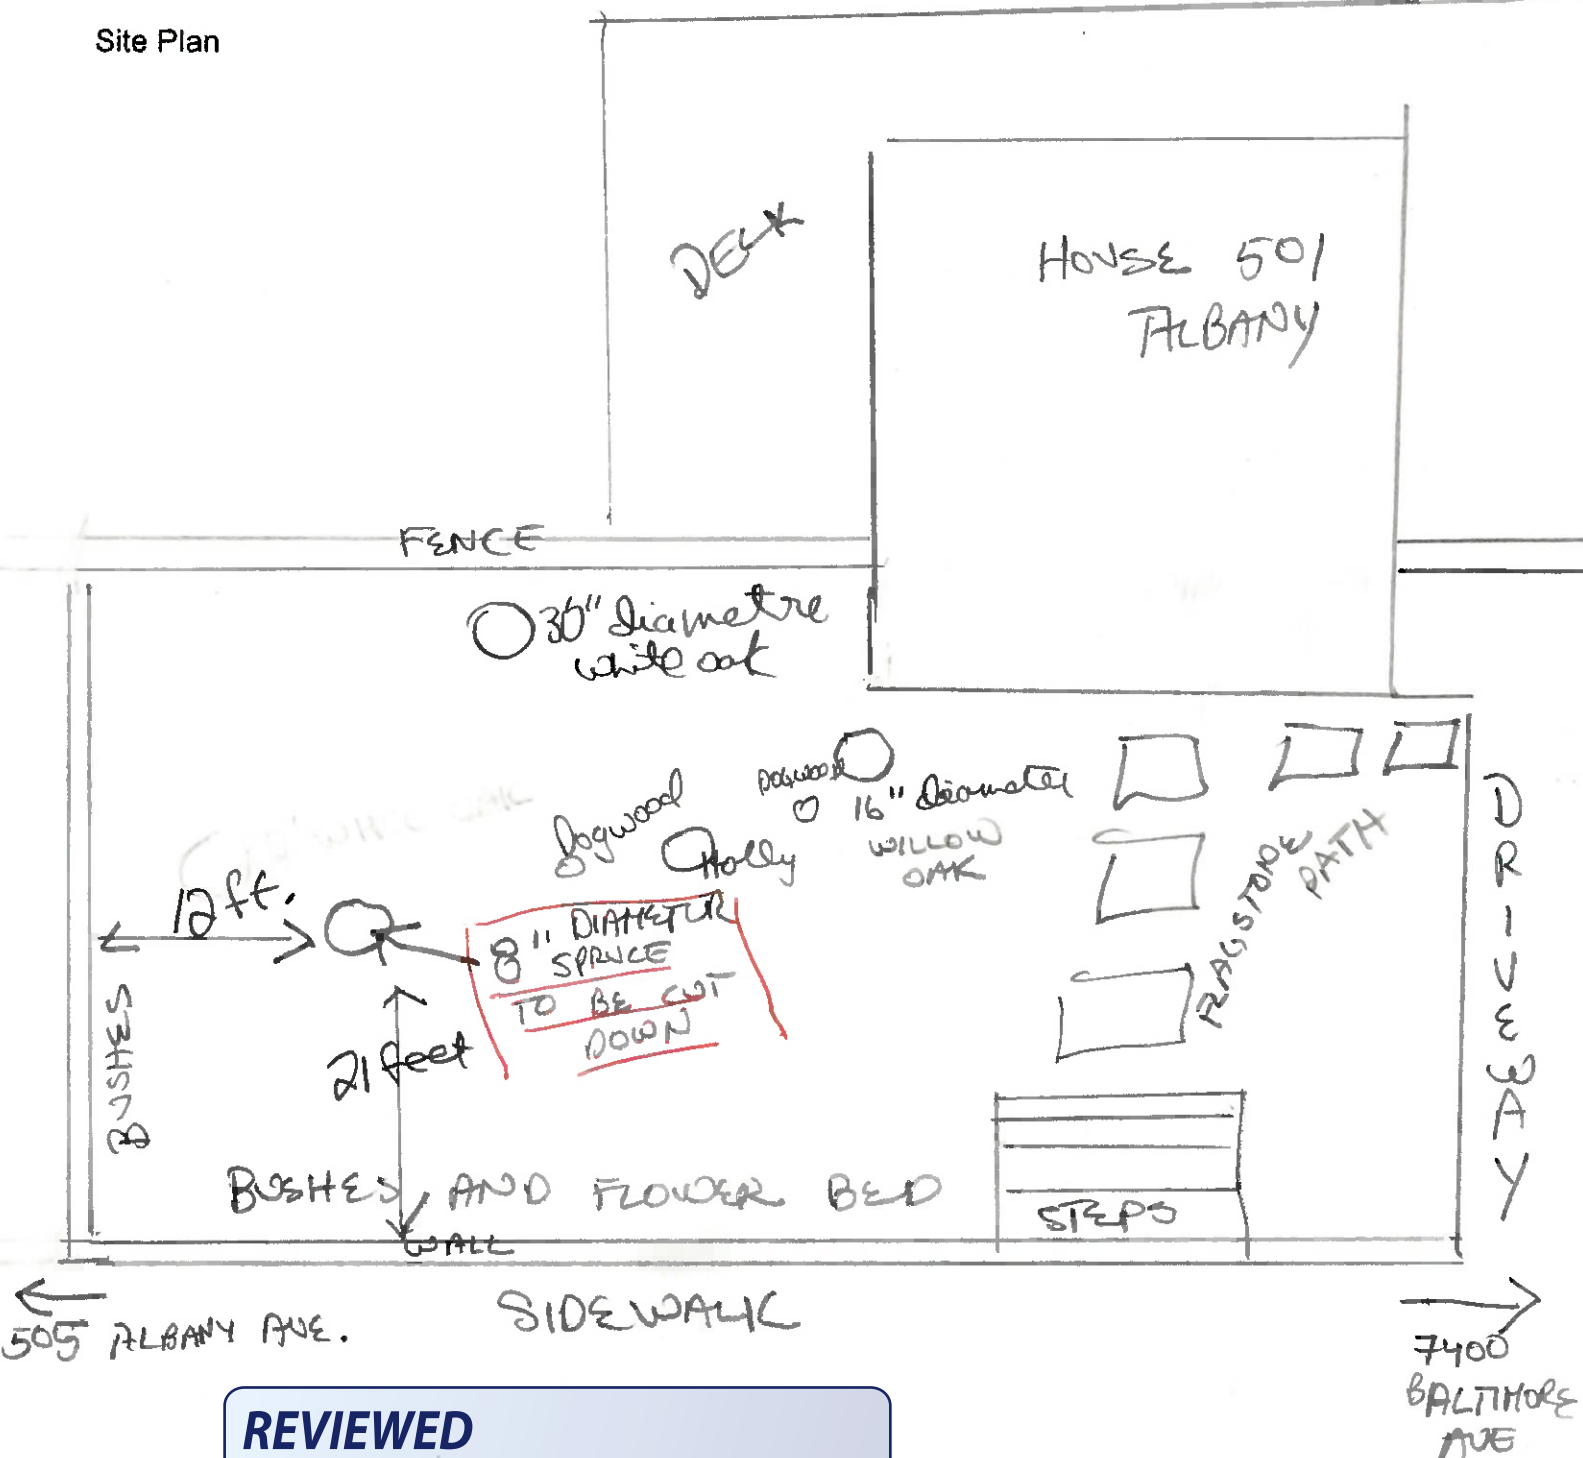 Site Plan
DECK
HOUSE 501
ALBANY
FENCE
diametre
white oak
Dogwood
DOGWOOD
Holly
16" Diameter
WILLOW
OAK
12 ft.
8" DIAMETER
SPRUCE
TO BE CUT
DOWN
21 feet
BUSHES
FLAGSTONE
PATH
DRIVEWAY
BUSHES AND FLOWER BED
STEPS
WALL
SIDEWALK
505 ALBANY AVE.
7400
BALTIMORE
AVE
REVIEWED